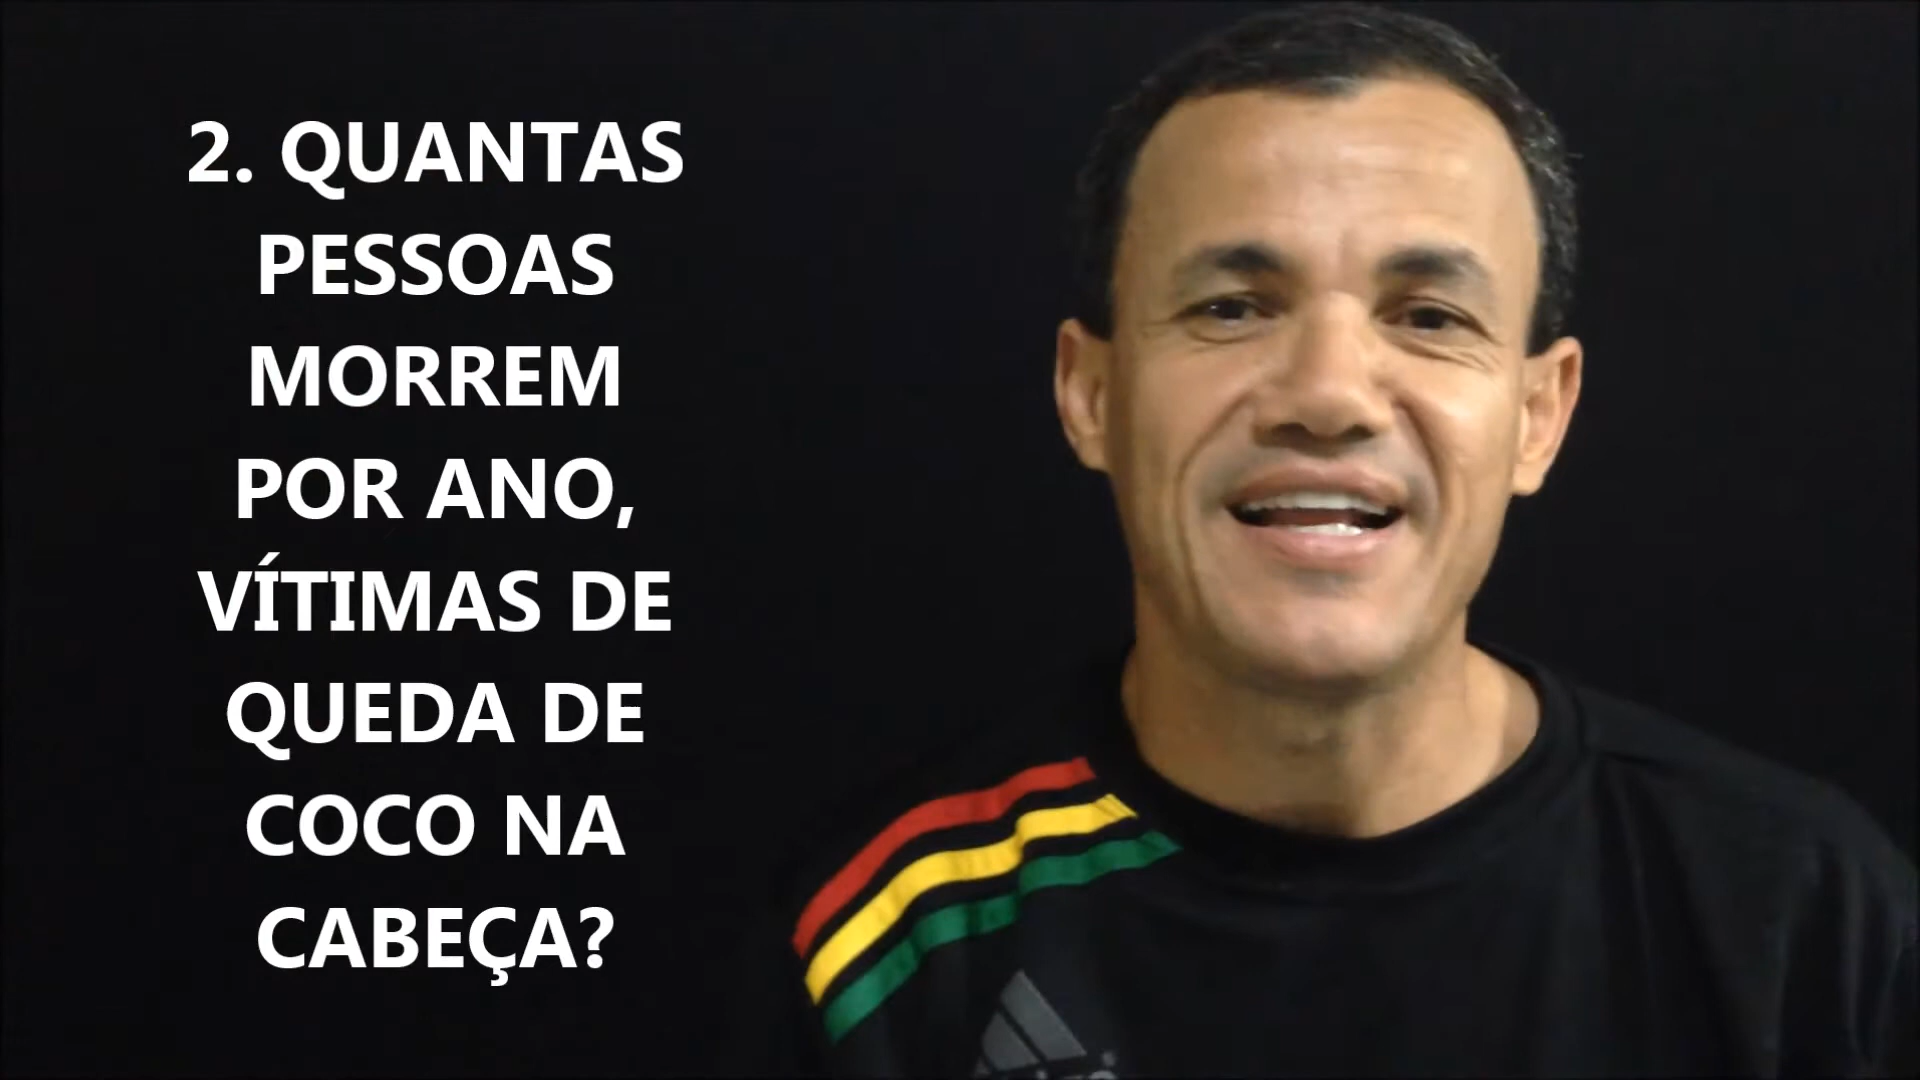 2. QUANTAS
PESSOAS
MORREM
POR ANO,
VÍTIMAS DE
QUEDA DE
COCO NA
CABEÇA?